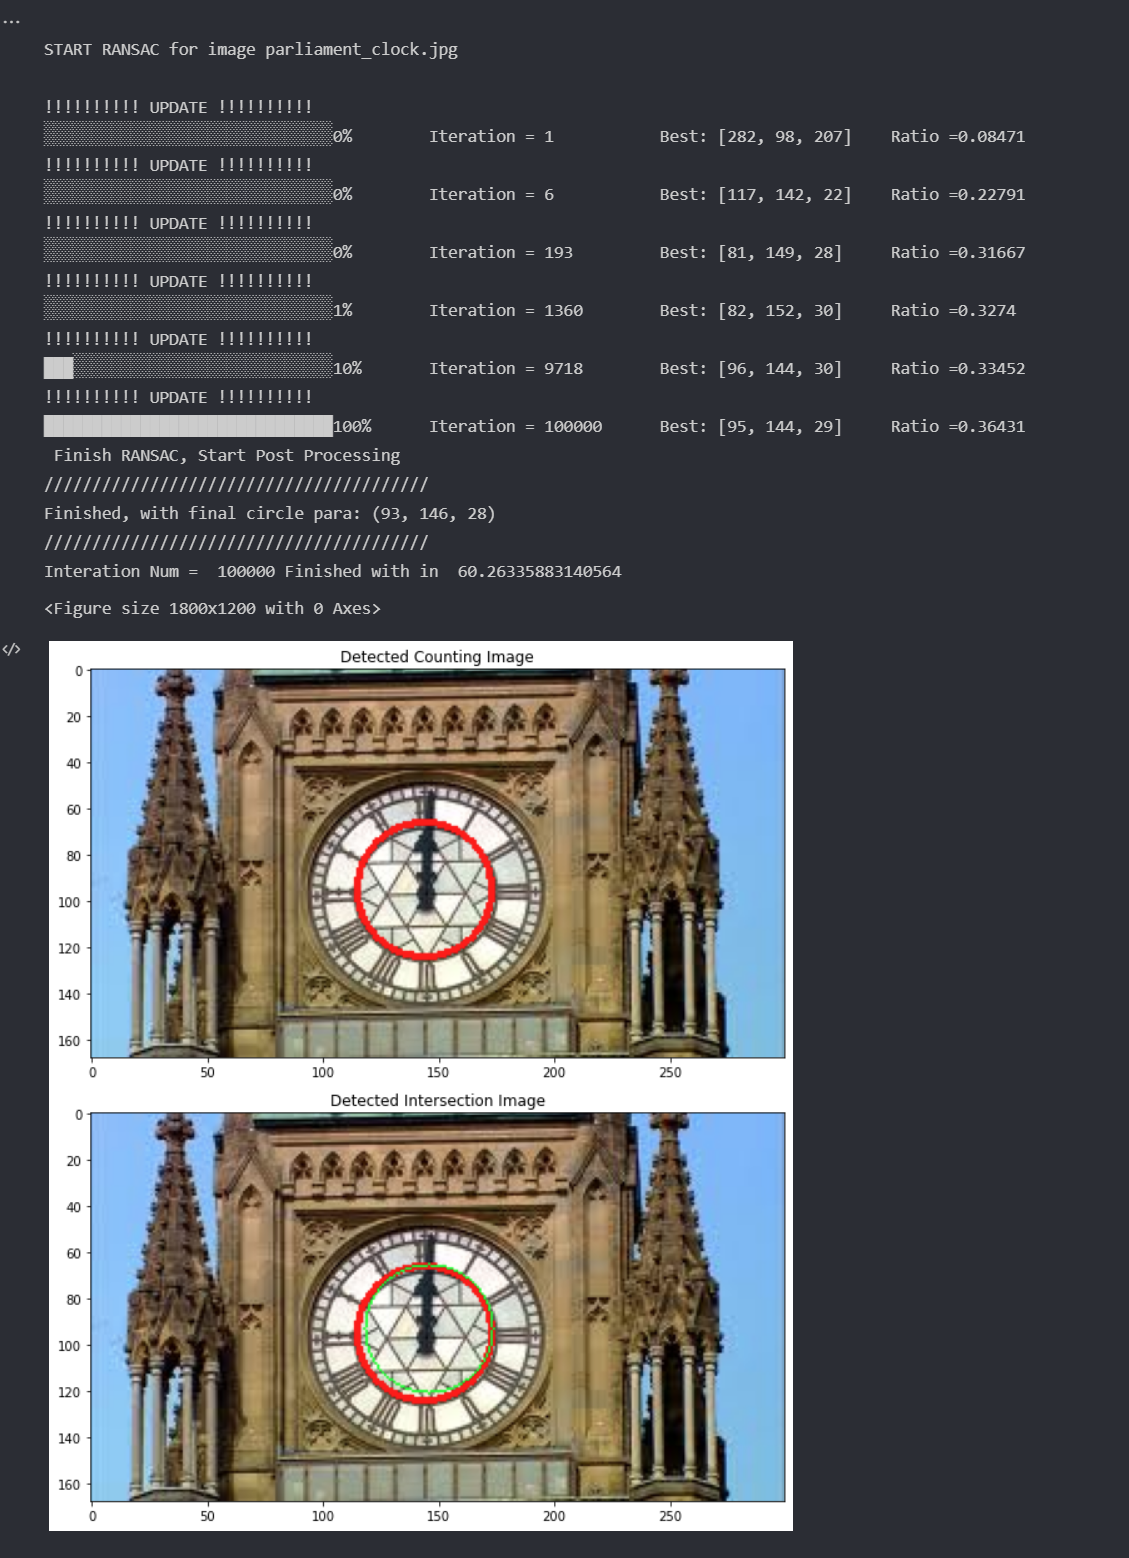 ...
START RANSAC for image parliament_clock.jpg
!!!!!!!!!! UPDATE !!!!!!!!!!
0% Iteration = 1 Best: [282, 98, 207] Ratio =0.08471
!!!!!!!!!! UPDATE !!!!!!!!!!
0% Iteration = 6 Best: [117, 142, 22] Ratio =0.22791
!!!!!!!!!! UPDATE !!!!!!!!!!
0% Iteration = 193 Best: [81, 149, 28] Ratio =0.31667
!!!!!!!!!! UPDATE !!!!!!!!!!
1% Iteration = 1360 Best: [82, 152, 30] Ratio =0.3274
!!!!!!!!!! UPDATE !!!!!!!!!!
10% Iteration = 9718 Best: [96, 144, 30] Ratio =0.33452
!!!!!!!!!! UPDATE !!!!!!!!!!
100% Iteration = 100000 Best: [95, 144, 29] Ratio =0.36431
Finish RANSAC, Start Post Processing
////////////////////////////////////////
Finished, with final circle para: (93, 146, 28)
////////////////////////////////////////
Interation Num =  100000 Finished with in  60.26335883140564
<Figure size 1800x1200 with 0 Axes>
</>
Detected Counting Image
0
20
40
60
80
100
120
140
160
0 50 100 150 200 250
Detected Intersection Image
0
20
40
60
80
100
120
140
160
0 50 100 150 200 250